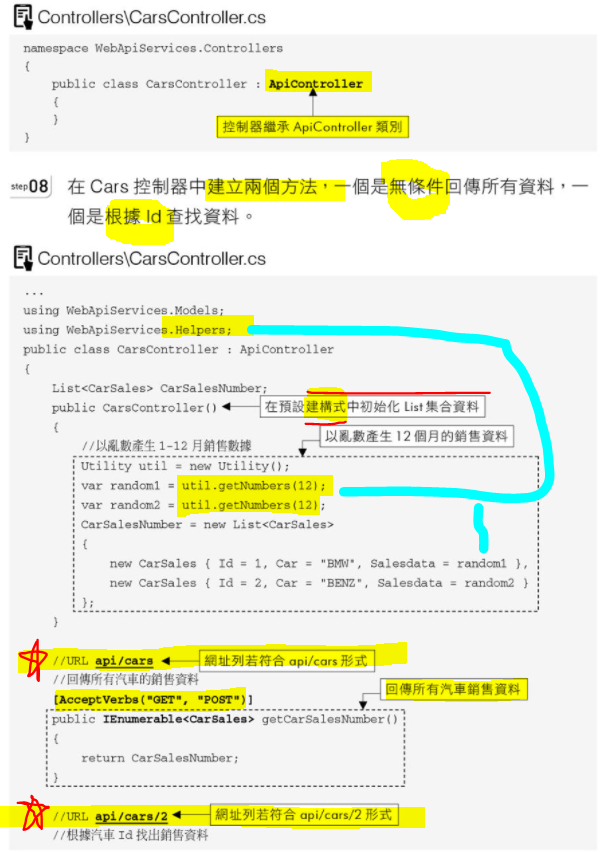 Controllers\CarsController.cs
namespace WebApiServices.Controllers
{
public class CarsController : ApiController
{
}
控制器繼承 ApiController 類別
}
step08 在 Cars 控制器中建立兩個方法，一個是無條件回傳所有資料，一
個是根據 Id 查找資料。
Controllers\CarsController.cs
...
using WebApiServices.Models;
using WebApiServices.Helpers;
public class CarsController : ApiController
{
List<CarSales> CarSalesNumber;
public CarsController() 在預設建構式中初始化 List 集合資料
{
以亂數產生 12 個月的銷售資料
//以亂數產生 1-12 月銷售數據
Utility util = new Utility();
var random1 = util.getNumbers(12);
var random2 = util.getNumbers(12);
CarSalesNumber = new List<CarSales>
{
new CarSales { Id = 1, Car = "BMW", Salesdata = random1 },
new CarSales { Id = 2, Car = "BENZ", Salesdata = random2 }
};
}
//URL api/cars 網址列若符合 api/cars 形式
//回傳所有汽車的銷售資料
回傳所有汽車銷售資料
[AcceptVerbs("GET", "POST")]
public IEnumerable<CarSales> getCarSalesNumber()
{
return CarSalesNumber;
}
//URL api/cars/2 網址列若符合 api/cars/2 形式
//根據汽車 Id 找出銷售資料